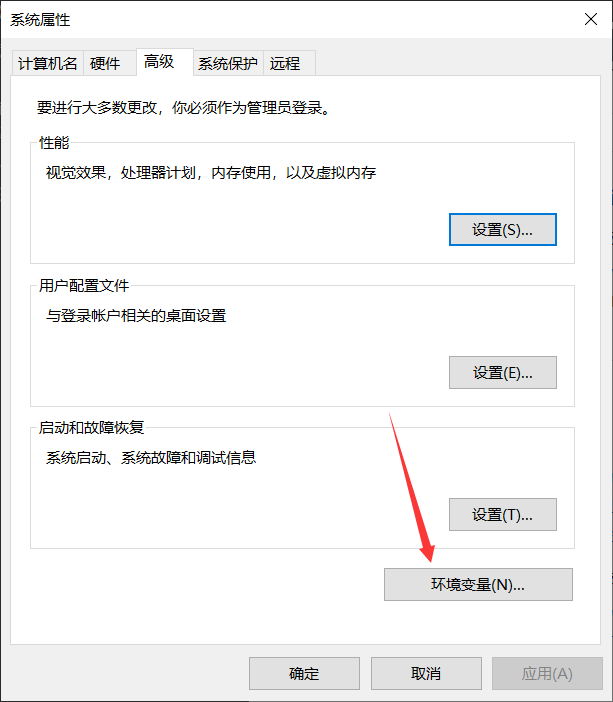 系统属性
计算机名 硬件 高级 系统保护 远程
要进行大多数更改，你必须作为管理员登录。
性能
视觉效果，处理器计划，内存使用，以及虚拟内存
设置(S)...
用户配置文件
与登录帐户相关的桌面设置
设置(E)...
启动和故障恢复
系统启动、系统故障和调试信息
设置(T)...
环境变量(N)...
确定 取消 应用(A)